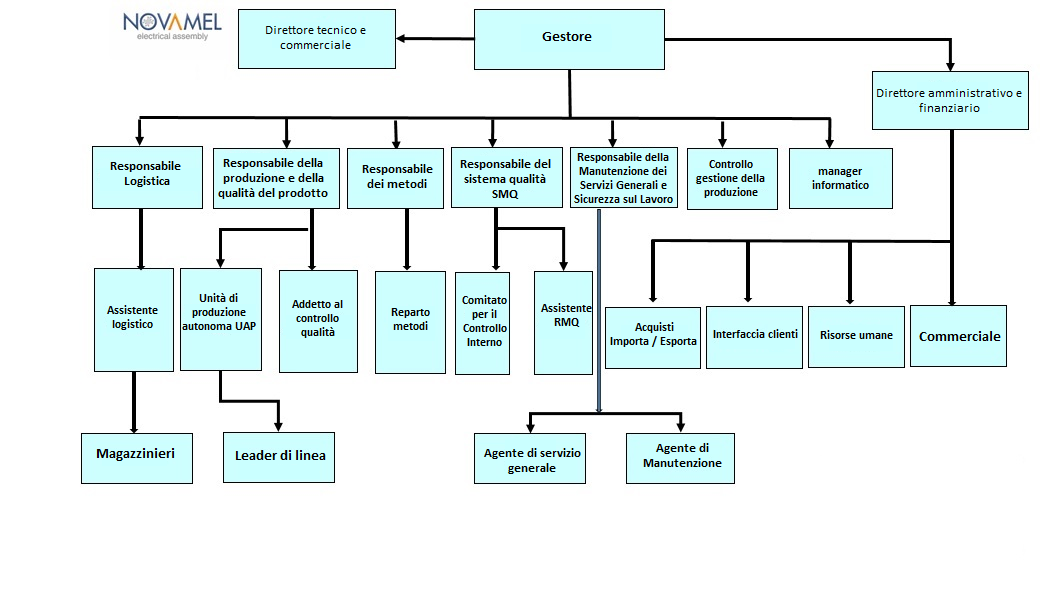 NOVAMEL
electrical assembly
Direttore tecnico e
commerciale
Gestore
Direttore amministrativo e
finanziario
Responsabile
Logistica
Responsabile della
produzione e della
qualità del prodotto
Responsabile
dei metodi
Responsabile del
sistema qualità
SMQ
Responsabile della
Manutenzione dei
Servizi Generali e
Sicurezza sul Lavoro
Controllo
gestione della
produzione
manager
informatico
Assistente
logistico
Unità di
produzione
autonoma UAP
Addetto al
controllo
qualità
Reparto
metodi
Comitato
per il
Controllo
Interno
Assistente
RMQ
Acquisti
Importa / Esporta
Interfaccia clienti
Risorse umane
Commerciale
Magazzinieri
Leader di linea
Agente di servizio
generale
Agente di
Manutenzione